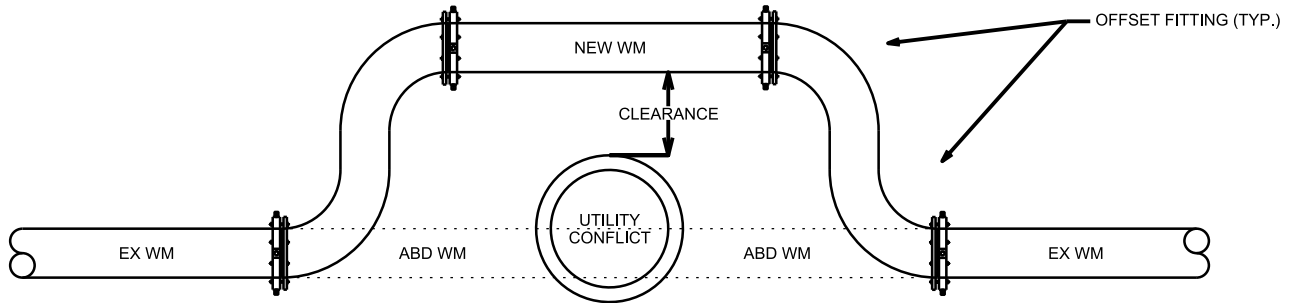 OFFSET FITTING (TYP.)
NEW WM
CLEARANCE
UTILITY
CONFLICT
EX WM
ABD WM
ABD WM
EX WM